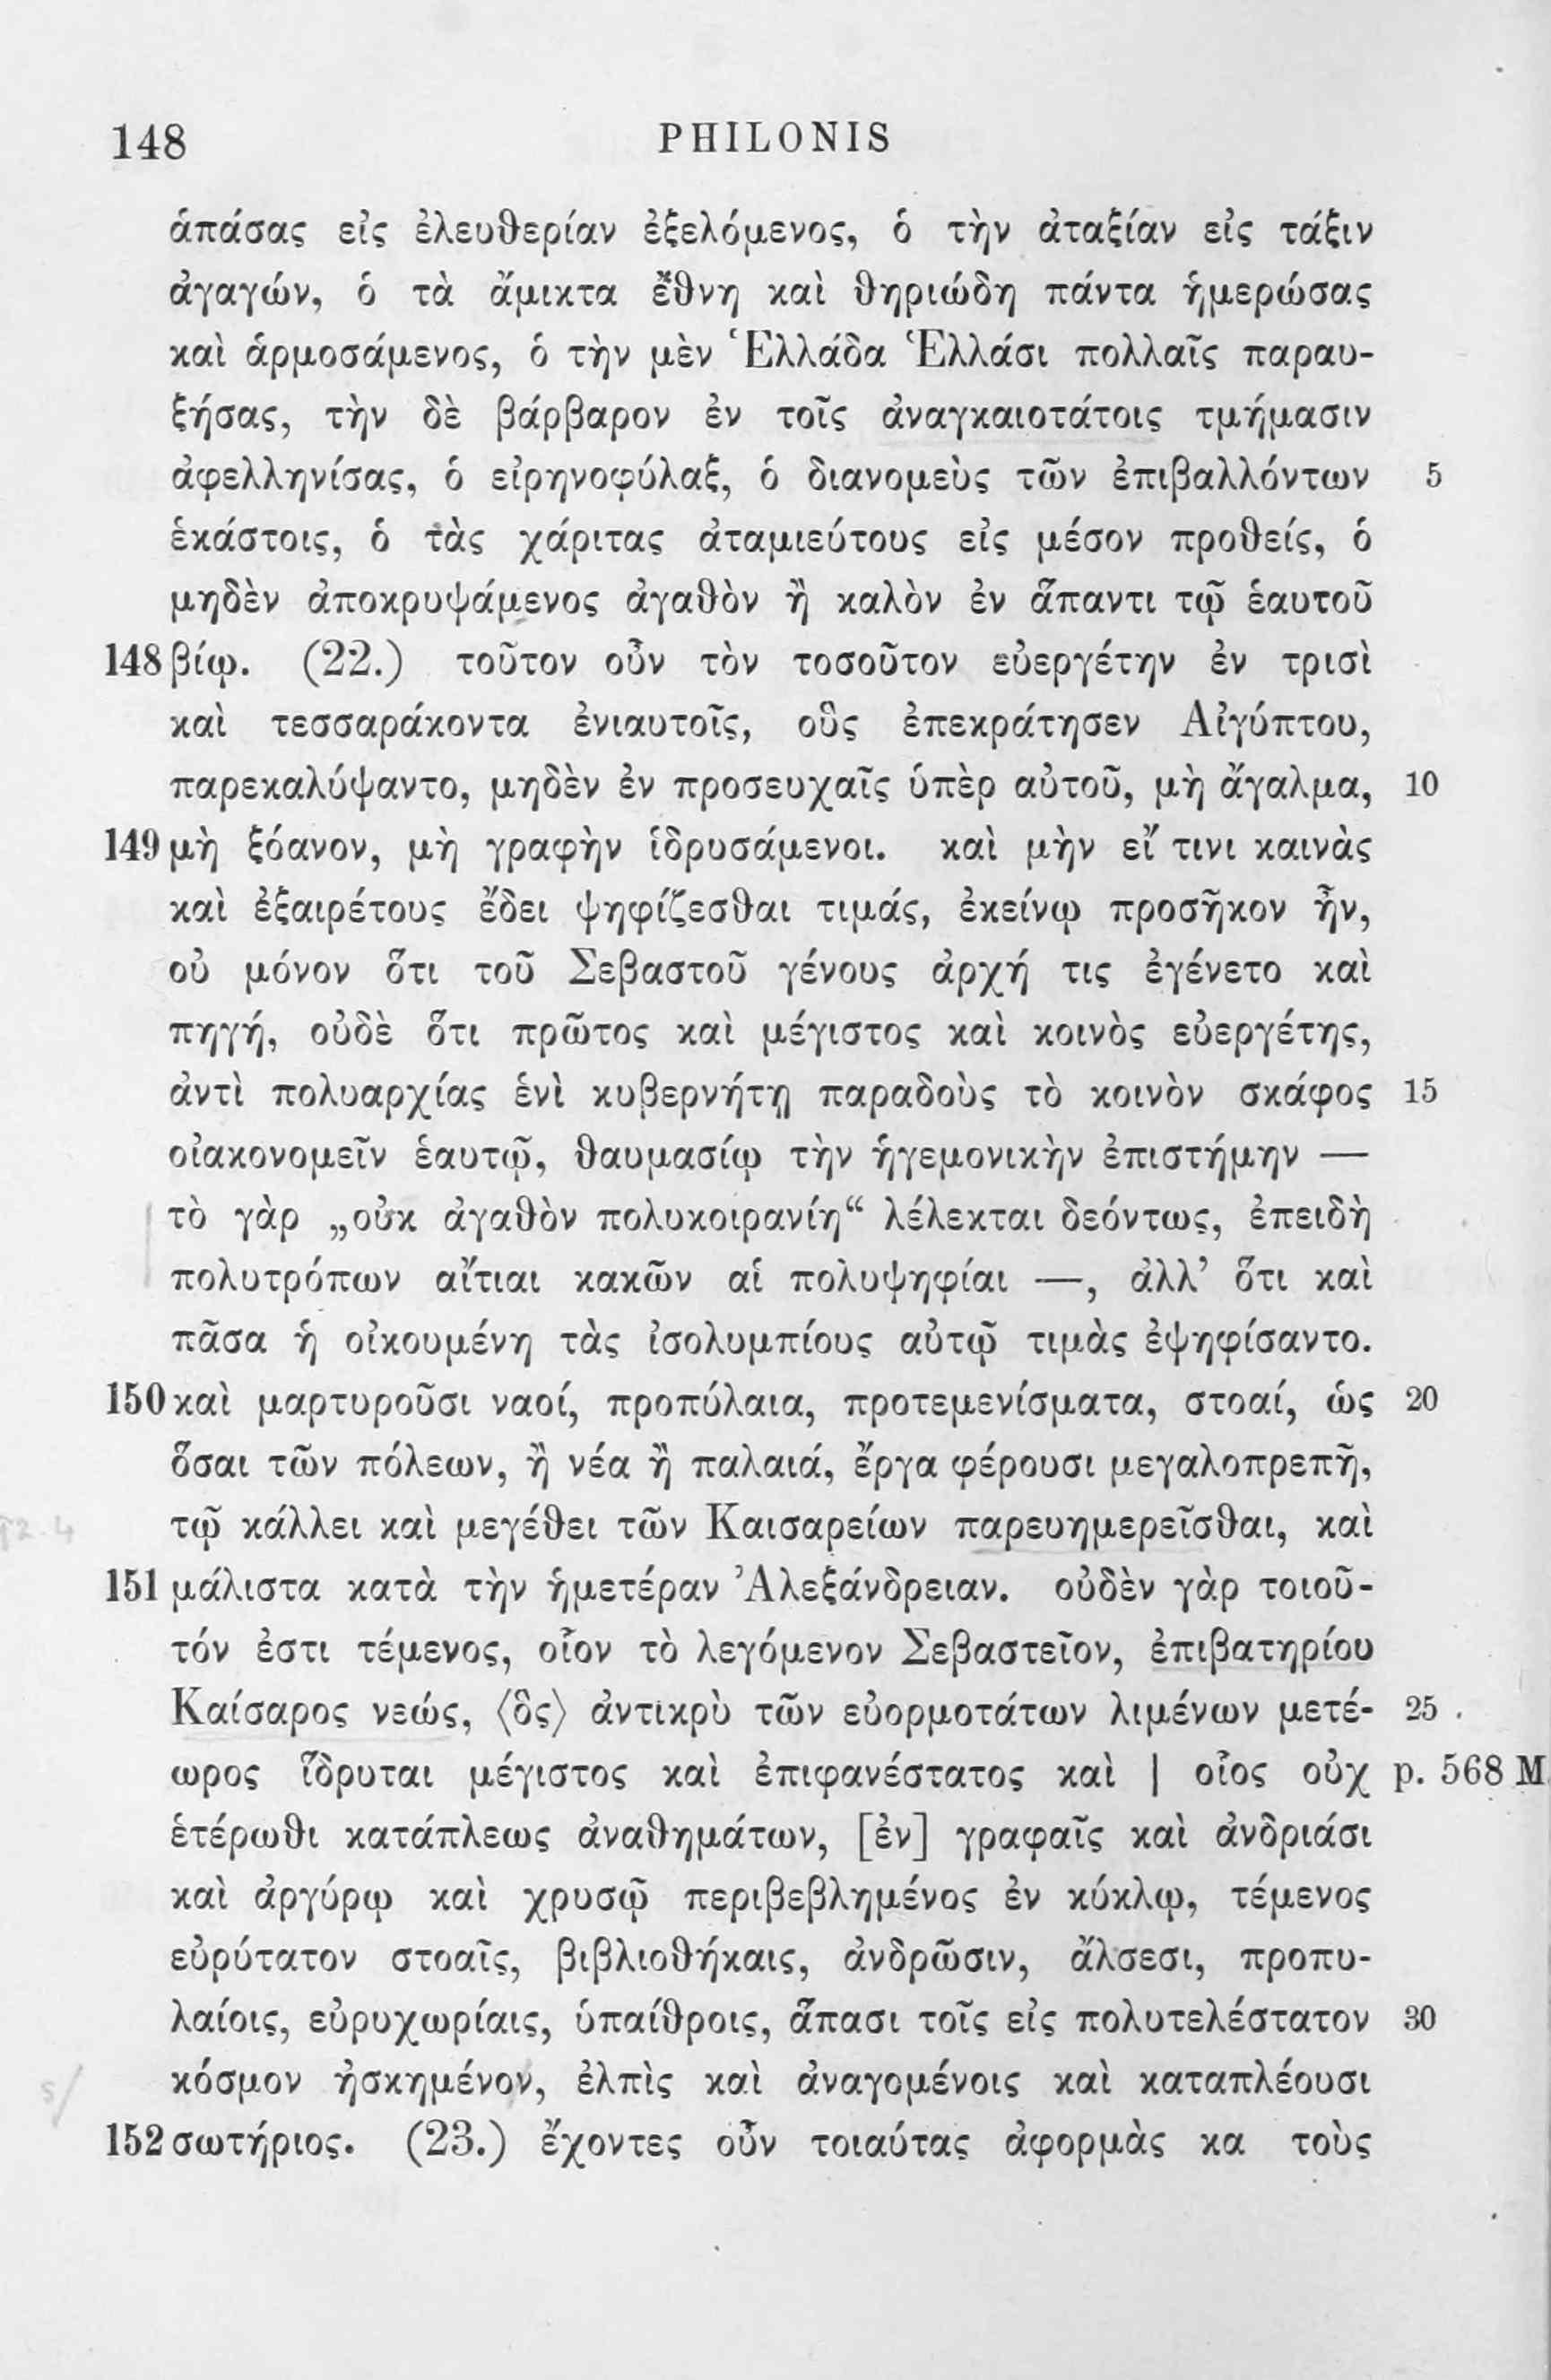 148 PHILONIS
ἁπάσας εἰς ἐλευθερίαν ἐξελόμενος, ὁ τὴν ἀταξίαν εἰς τάξιν
ἀγαγών, ὁ τὰ ἄμικτα ἔθνη καὶ θηριώδη πάντα ἡμερώσας
καὶ ἁρμοσάμενος, ὁ τὴν μὲν Ἑλλάδα Ἑλλάσι πολλαῖς παραυ-
ξήσας, τὴν δὲ βάρβαρον ἐν τοῖς ἀναγκαιοτάτοις τμήμασιν
ἀφελληνίσας, ὁ εἰρηνοφύλαξ, ὁ διανομεὺς τῶν ἐπιβαλλόντων 5
ἑκάστοις, ὁ τὰς χάριτας ἀταμιεύτους εἰς μέσον προθείς, ὁ
μηδὲν ἀποκρυψάμενος ἀγαθὸν ἢ καλὸν ἐν ἅπαντι τῷ ἑαυτοῦ
148 βίῳ. (22.) τοῦτον οὖν τὸν τοσοῦτον εὐεργέτην ἐν τρισὶ
καὶ τεσσαράκοντα ἐνιαυτοῖς, οὓς ἐπεκράτησεν Αἰγύπτου,
παρεκαλύψαντο, μηδὲν ἐν προσευχαῖς ὑπὲρ αὐτοῦ, μὴ ἄγαλμα, 10
149 μὴ ξόανον, μὴ γραφὴν ἱδρυσάμενοι. καὶ μὴν εἴ τινι καινὰς
καὶ ἐξαιρέτους ἔδει ψηφίζεσθαι τιμάς, ἐκείνῳ προσῆκον ἦν,
οὐ μόνον ὅτι τοῦ Σεβαστοῦ γένους ἀρχή τις ἐγένετο καὶ
πηγή, οὐδὲ ὅτι πρῶτος καὶ μέγιστος καὶ κοινὸς εὐεργέτης,
ἀντὶ πολυαρχίας ἑνὶ κυβερνήτῃ παραδοὺς τὸ κοινὸν σκάφος 15
οἰακονομεῖν ἑαυτῷ, θαυμασίῳ τὴν ἡγεμονικὴν ἐπιστήμην —
τὸ γὰρ „οὐκ ἀγαθὸν πολυκοιρανίη“ λέλεκται δεόντως, ἐπειδὴ
πολυτρόπων αἴτιαι κακῶν αἱ πολυψηφίαι —, ἀλλ’ ὅτι καὶ
πᾶσα ἡ οἰκουμένη τὰς ἰσολυμπίους αὐτῷ τιμὰς ἐψηφίσαντο.
150 καὶ μαρτυροῦσι ναοί, προπύλαια, προτεμενίσματα, στοαί, ὡς 20
ὅσαι τῶν πόλεων, ἢ νέα ἢ παλαιά, ἔργα φέρουσι μεγαλοπρεπῆ,
τῷ κάλλει καὶ μεγέθει τῶν Καισαρείων παρευημερεῖσθαι, καὶ
151 μάλιστα κατὰ τὴν ἡμετέραν Ἀλεξάνδρειαν. οὐδὲν γὰρ τοιοῦ-
τόν ἐστι τέμενος, οἷον τὸ λεγόμενον Σεβαστεῖον, ἐπιβατηρίου
Καίσαρος νεώς, ⟨ὃς⟩ ἀντικρὺ τῶν εὐορμοτάτων λιμένων μετέ- 25
ωρος ἵδρυται μέγιστος καὶ ἐπιφανέστατος καὶ | οἷος οὐχ p. 568 M.
ἑτέρωθι κατάπλεως ἀναθημάτων, [ἐν] γραφαῖς καὶ ἀνδριάσι
καὶ ἀργύρῳ καὶ χρυσῷ περιβεβλημένος ἐν κύκλῳ, τέμενος
εὐρύτατον στοαῖς, βιβλιοθήκαις, ἀνδρῶσιν, ἄλσεσι, προπυ-
λαίοις, εὐρυχωρίαις, ὑπαίθροις, ἅπασι τοῖς εἰς πολυτελέστατον 30
κόσμον ἠσκημένον, ἐλπὶς καὶ ἀναγομένοις καὶ καταπλέουσι
152 σωτήριος. (23.) ἔχοντες οὖν τοιαύτας ἀφορμὰς κα τοὺς